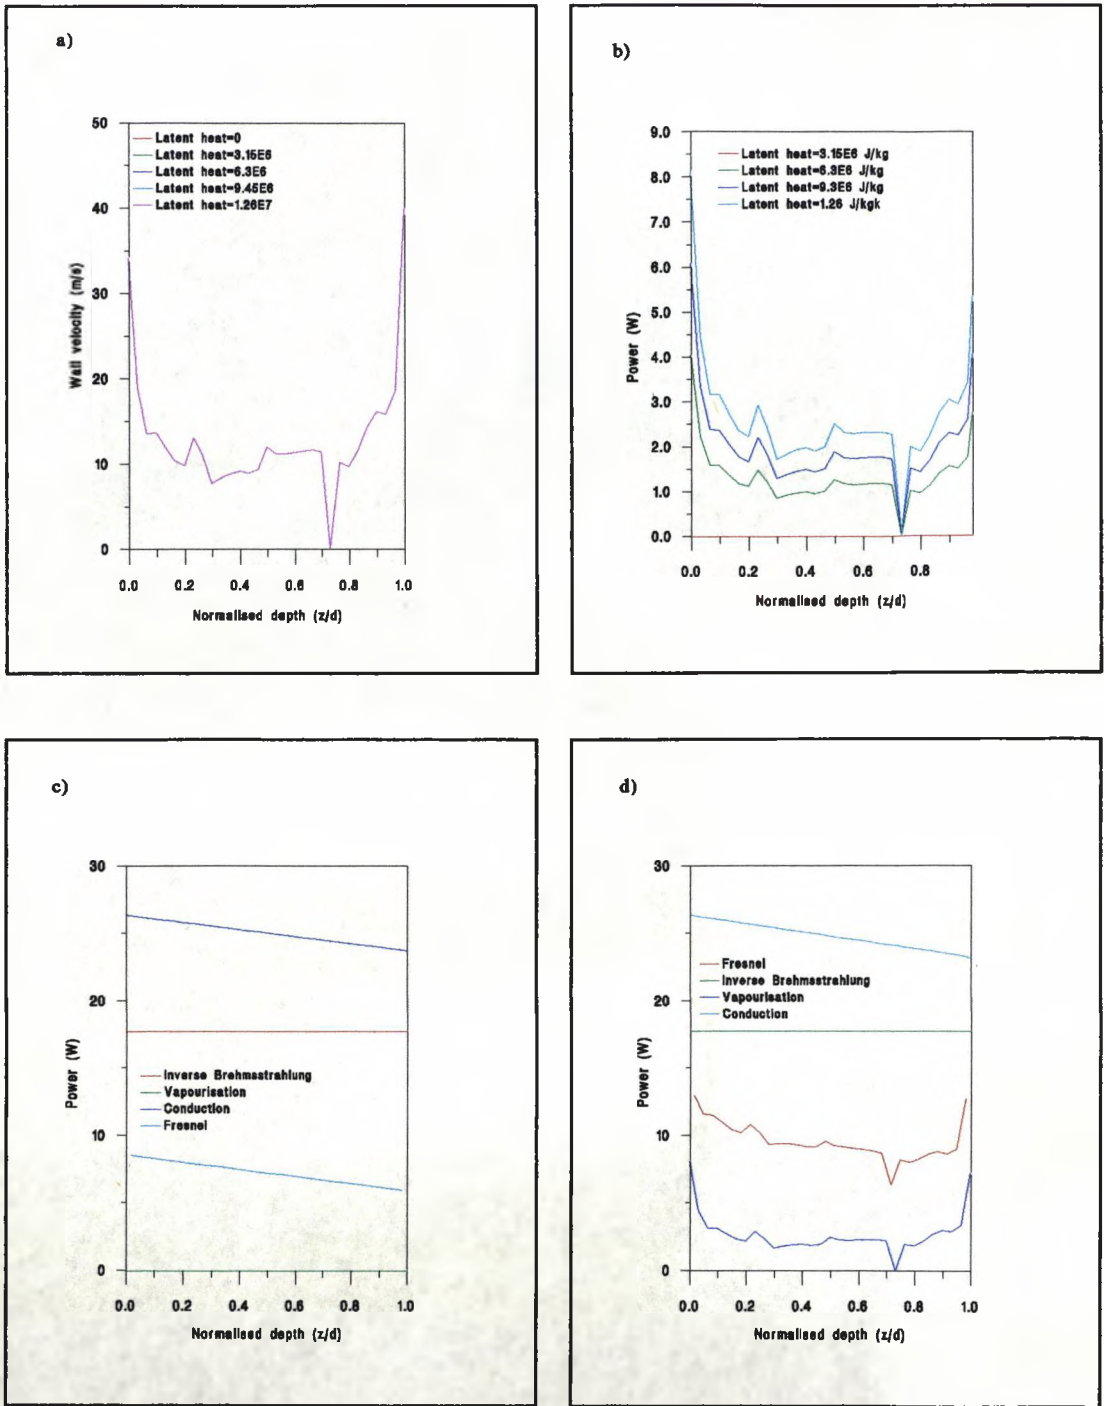 a)
50
40
30
20
10
0
Wall velocity (m/s)
Latent heat=0
Latent heat=3.15E6
Latent heat=6.3E6
Latent heat=9.45E6
Latent heat=1.26E7
0.0 0.2 0.4 0.6 0.8 1.0
Normalised depth (z/d)
b)
9.0
8.0
7.0
6.0
5.0
4.0
3.0
2.0
1.0
0.0
Power (W)
Latent heat=3.15E6 J/kg
Latent heat=6.3E6 J/kg
Latent heat=9.3E6 J/kg
Latent heat=1.26 J/kgk
0.0 0.2 0.4 0.6 0.8
Normalised depth (z/d)
c)
30
20
10
0
Power (W)
Inverse Brehmsstrahlung
Vapourisation
Conduction
Fresnel
0.0 0.2 0.4 0.6 0.8 1.0
Normalised depth (z/d)
d)
30
20
10
0
Power (W)
Fresnel
Inverse Brehmsstrahlung
Vapourisation
Conduction
0.0 0.2 0.4 0.6 0.8 1.0
Normalised depth (z/d)